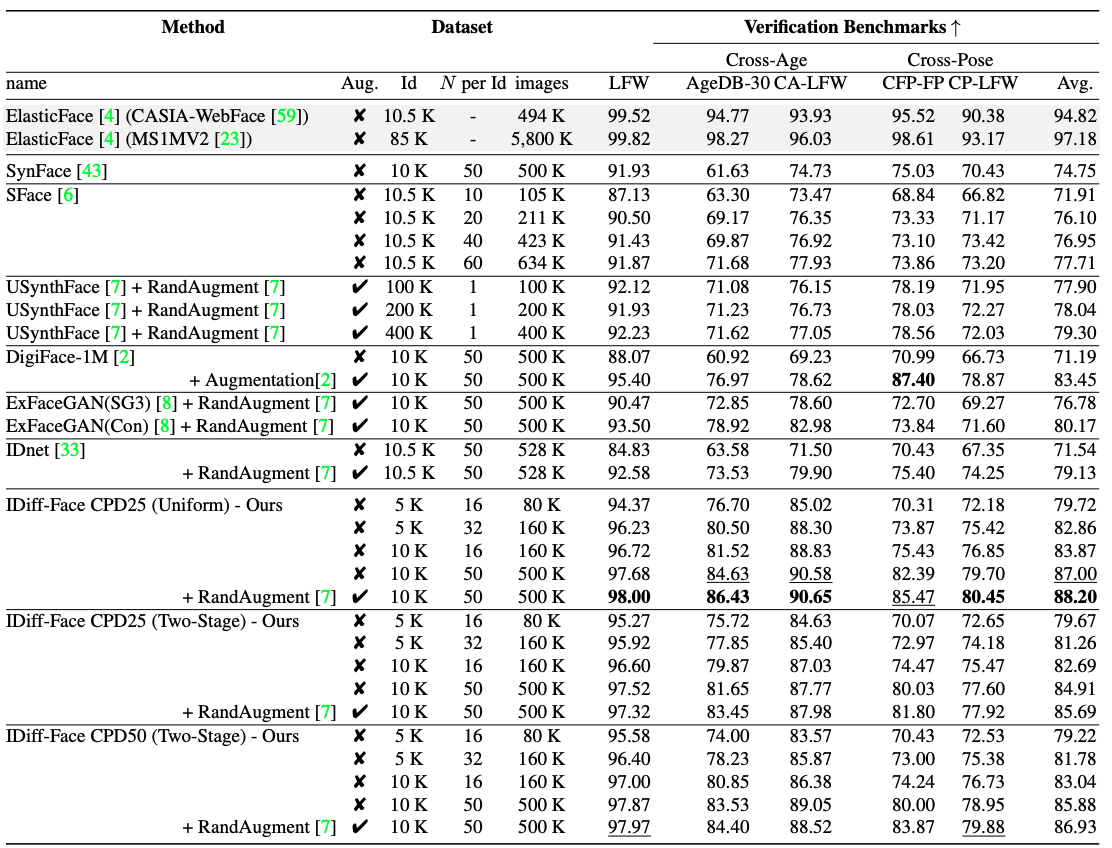 Method Dataset Verification Benchmarks ↑
Cross-Age Cross-Pose
name Aug. Id N per Id images LFW AgeDB-30 CA-LFW CFP-FP CP-LFW Avg.
ElasticFace [4] (CASIA-WebFace [59]) ✘ 10.5 K - 494 K 99.52 94.77 93.93 95.52 90.38 94.82
ElasticFace [4] (MS1MV2 [23]) ✘ 85 K - 5,800 K 99.82 98.27 96.03 98.61 93.17 97.18
SynFace [43] ✘ 10 K 50 500 K 91.93 61.63 74.73 75.03 70.43 74.75
SFace [6] ✘ 10.5 K 10 105 K 87.13 63.30 73.47 68.84 66.82 71.91
✘ 10.5 K 20 211 K 90.50 69.17 76.35 73.33 71.17 76.10
✘ 10.5 K 40 423 K 91.43 69.87 76.92 73.10 73.42 76.95
✘ 10.5 K 60 634 K 91.87 71.68 77.93 73.86 73.20 77.71
USynthFace [7] + RandAugment [7] ✔ 100 K 1 100 K 92.12 71.08 76.15 78.19 71.95 77.90
USynthFace [7] + RandAugment [7] ✔ 200 K 1 200 K 91.93 71.23 76.73 78.03 72.27 78.04
USynthFace [7] + RandAugment [7] ✔ 400 K 1 400 K 92.23 71.62 77.05 78.56 72.03 79.30
DigiFace-1M [2] ✘ 10 K 50 500 K 88.07 60.92 69.23 70.99 66.73 71.19
+ Augmentation[2] ✔ 10 K 50 500 K 95.40 76.97 78.62 87.40 78.87 83.45
ExFaceGAN(SG3) [8] + RandAugment [7] ✔ 10 K 50 500 K 90.47 72.85 78.60 72.70 69.27 76.78
ExFaceGAN(Con) [8] + RandAugment [7] ✔ 10 K 50 500 K 93.50 78.92 82.98 73.84 71.60 80.17
IDnet [33] ✘ 10.5 K 50 528 K 84.83 63.58 71.50 70.43 67.35 71.54
+ RandAugment [7] ✔ 10.5 K 50 528 K 92.58 73.53 79.90 75.40 74.25 79.13
IDiff-Face CPD25 (Uniform) - Ours ✘ 5 K 16 80 K 94.37 76.70 85.02 70.31 72.18 79.72
✘ 5 K 32 160 K 96.23 80.50 88.30 73.87 75.42 82.86
✘ 10 K 16 160 K 96.72 81.52 88.83 75.43 76.85 83.87
✘ 10 K 50 500 K 97.68 84.63 90.58 82.39 79.70 87.00
+ RandAugment [7] ✔ 10 K 50 500 K 98.00 86.43 90.65 85.47 80.45 88.20
IDiff-Face CPD25 (Two-Stage) - Ours ✘ 5 K 16 80 K 95.27 75.72 84.63 70.07 72.65 79.67
✘ 5 K 32 160 K 95.92 77.85 85.40 72.97 74.18 81.26
✘ 10 K 16 160 K 96.60 79.87 87.03 74.47 75.47 82.69
✘ 10 K 50 500 K 97.52 81.65 87.77 80.03 77.60 84.91
+ RandAugment [7] ✔ 10 K 50 500 K 97.32 83.45 87.98 81.80 77.92 85.69
IDiff-Face CPD50 (Two-Stage) - Ours ✘ 5 K 16 80 K 95.58 74.00 83.57 70.43 72.53 79.22
✘ 5 K 32 160 K 96.40 78.23 85.87 73.00 75.38 81.78
✘ 10 K 16 160 K 97.00 80.85 86.38 74.24 76.73 83.04
✘ 10 K 50 500 K 97.87 83.53 89.05 80.00 78.95 85.88
+ RandAugment [7] ✔ 10 K 50 500 K 97.97 84.40 88.52 83.87 79.88 86.93